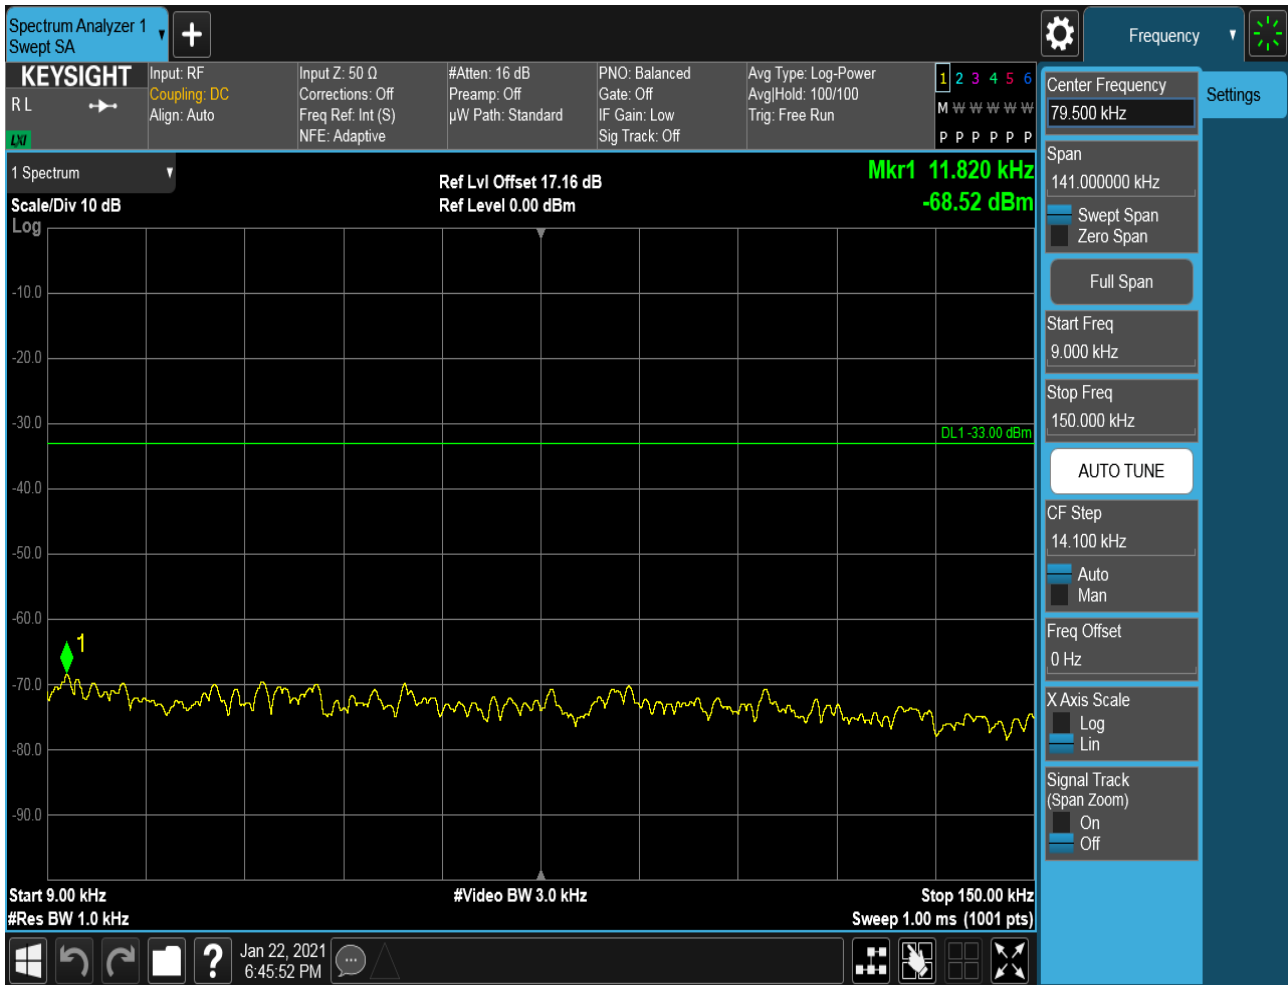 Spectrum Analyzer 1
Swept SA
+
Frequency
KEYSIGHT
R L
LXI
Input: RF
Coupling: DC
Align: Auto
Input Z: 50 Ω
Corrections: Off
Freq Ref: Int (S)
NFE: Adaptive
#Atten: 16 dB
Preamp: Off
µW Path: Standard
PNO: Balanced
Gate: Off
IF Gain: Low
Sig Track: Off
Avg Type: Log-Power
Avg|Hold: 100/100
Trig: Free Run
1 2 3 4 5 6
M W W W W W
P P P P P P
1 Spectrum
Scale/Div 10 dB
Log
Ref Lvl Offset 17.16 dB
Ref Level 0.00 dBm
Mkr1 11.820 kHz
-68.52 dBm
-10.0
-20.0
-30.0
DL1 -33.00 dBm
-40.0
-50.0
-60.0
1
-70.0
-80.0
-90.0
Start 9.00 kHz
#Video BW 3.0 kHz
Stop 150.00 kHz
#Res BW 1.0 kHz
Sweep 1.00 ms (1001 pts)
?
Jan 22, 2021
6:45:52 PM
Center Frequency
79.500 kHz
Settings
Span
141.000000 kHz
Swept Span
Zero Span
Full Span
Start Freq
9.000 kHz
Stop Freq
150.000 kHz
AUTO TUNE
CF Step
14.100 kHz
Auto
Man
Freq Offset
0 Hz
X Axis Scale
Log
Lin
Signal Track
(Span Zoom)
On
Off